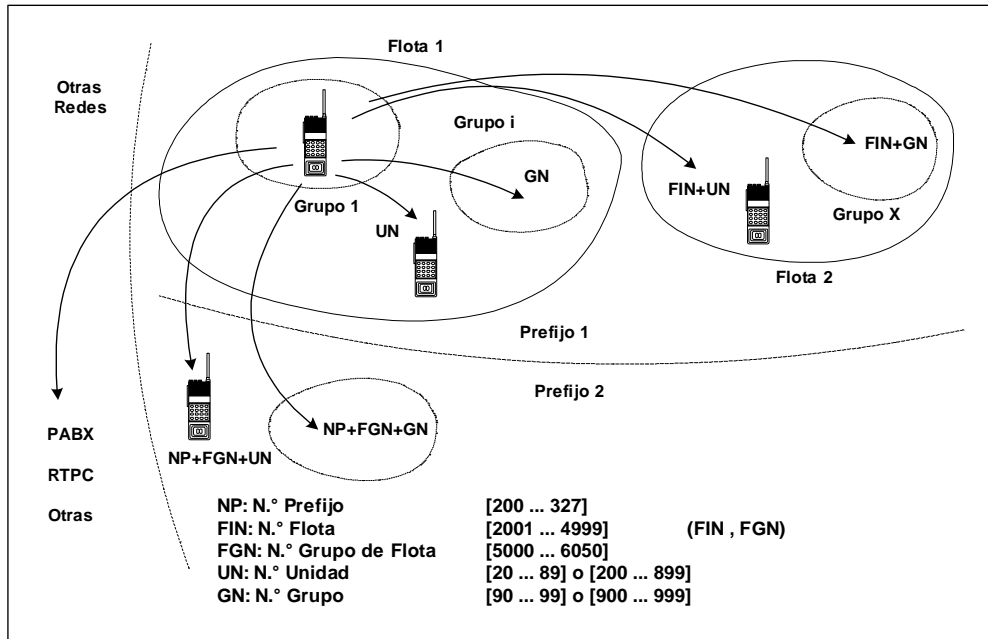 Flota 1
Otras
Redes
Grupo i
FIN+GN
GN
FIN+UN
Grupo 1
Grupo X
UN
Flota 2
Prefijo 1
Prefijo 2
PABX
NP+FGN+GN
NP+FGN+UN
RTPC
Otras
NP: N.° Prefijo [200 ... 327]
FIN: N.° Flota [2001 ... 4999] (FIN , FGN)
FGN: N.° Grupo de Flota [5000 ... 6050]
UN: N.° Unidad [20 ... 89] o [200 ... 899]
GN: N.° Grupo [90 ... 99] o [900 ... 999]